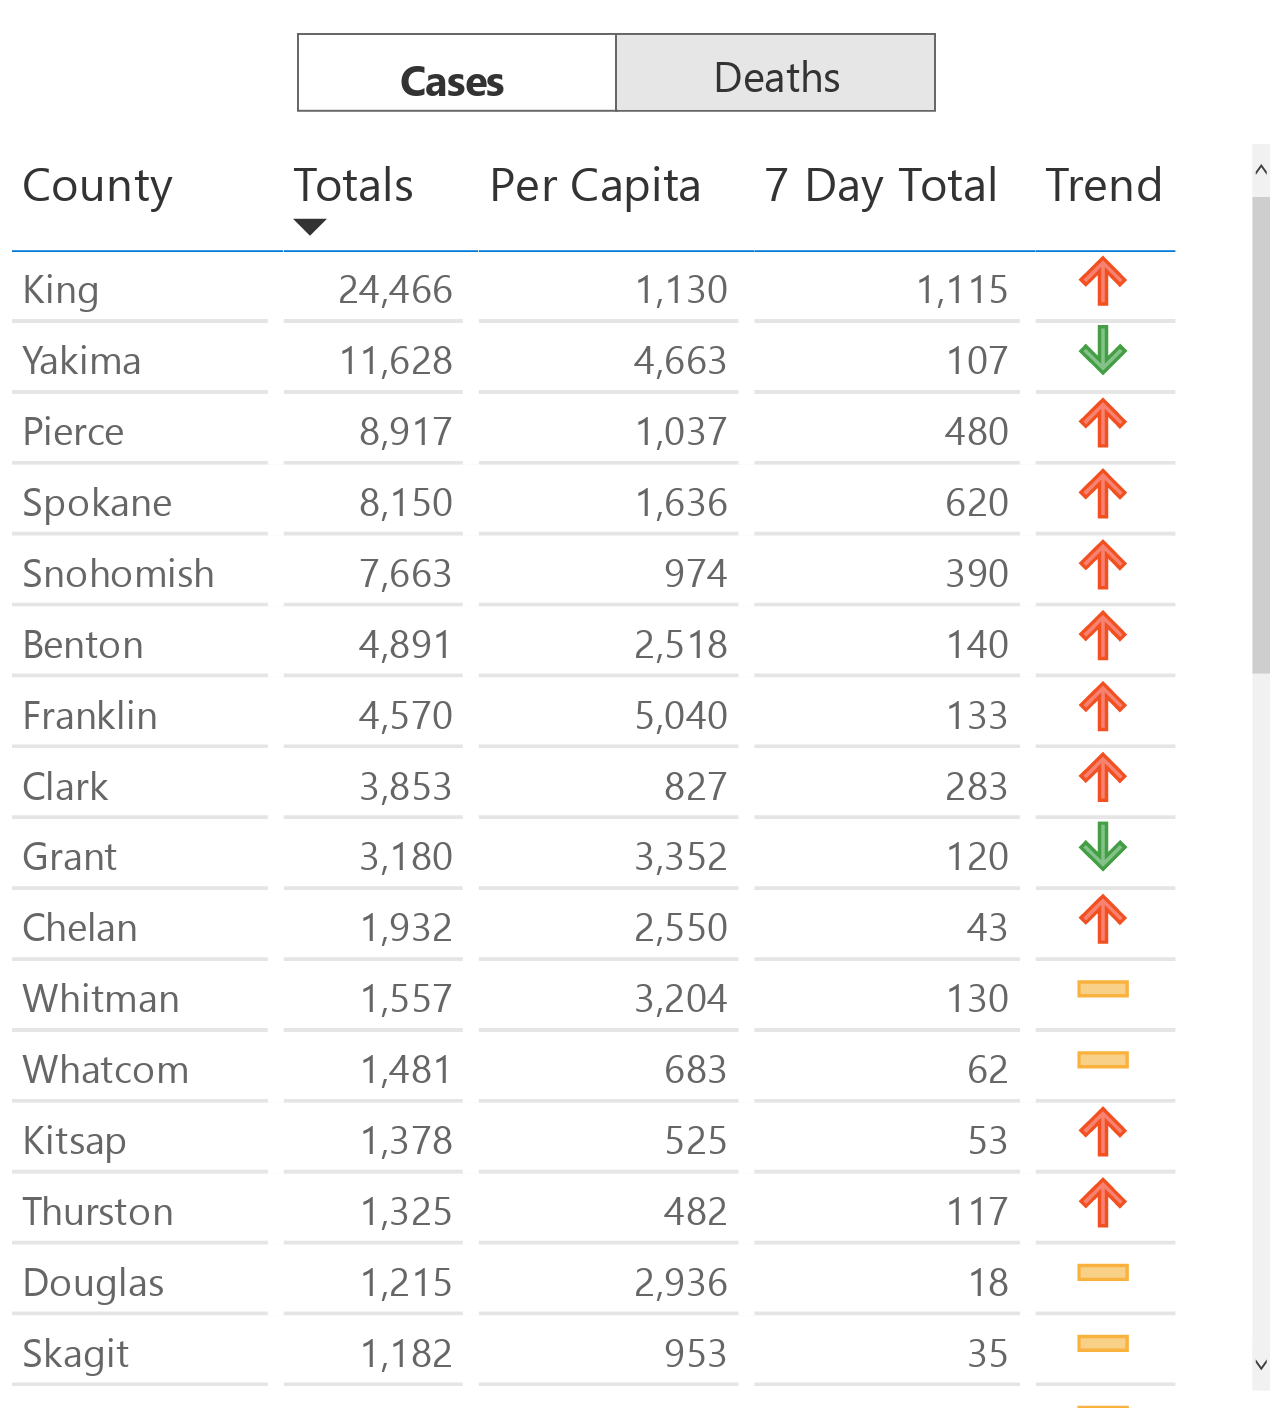 Cases Deaths
County Totals Per Capita 7 Day Total Trend
King 24,466 1,130 1,115
Yakima 11,628 4,663 107
Pierce 8,917 1,037 480
Spokane 8,150 1,636 620
Snohomish 7,663 974 390
Benton 4,891 2,518 140
Franklin 4,570 5,040 133
Clark 3,853 827 283
Grant 3,180 3,352 120
Chelan 1,932 2,550 43
Whitman 1,557 3,204 130
Whatcom 1,481 683 62
Kitsap 1,378 525 53
Thurston 1,325 482 117
Douglas 1,215 2,936 18
Skagit 1,182 953 35